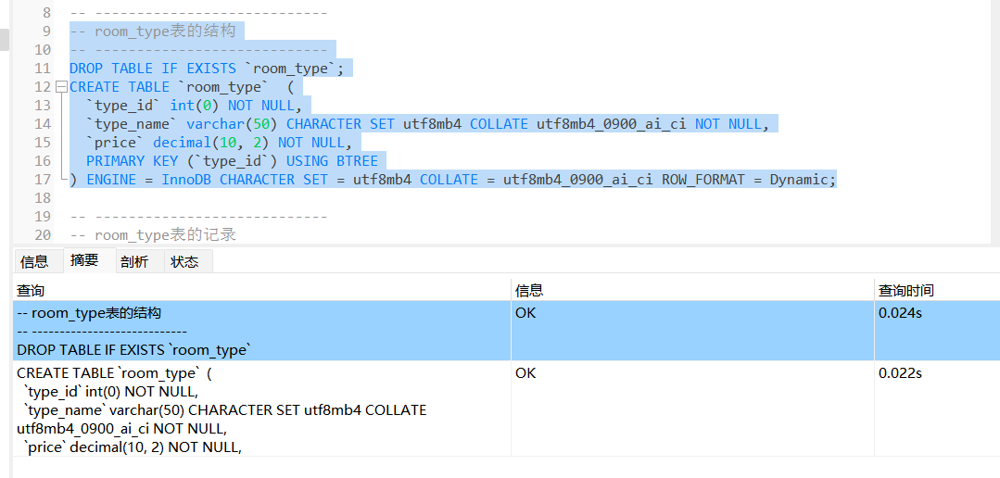 8 -- ----------------------------
9 -- room_type表的结构
10 -- ----------------------------
11 DROP TABLE IF EXISTS `room_type`;
12 CREATE TABLE `room_type`  (
13   `type_id` int(0) NOT NULL,
14   `type_name` varchar(50) CHARACTER SET utf8mb4 COLLATE utf8mb4_0900_ai_ci NOT NULL,
15   `price` decimal(10, 2) NOT NULL,
16   PRIMARY KEY (`type_id`) USING BTREE
17 ) ENGINE = InnoDB CHARACTER SET = utf8mb4 COLLATE = utf8mb4_0900_ai_ci ROW_FORMAT = Dynamic;
18
19 -- ----------------------------
20 -- room_type表的记录
信息 摘要 剖析 状态
查询 信息 查询时间
-- room_type表的结构 OK 0.024s
-- ----------------------------
DROP TABLE IF EXISTS `room_type`
CREATE TABLE `room_type`  ( OK 0.022s
`type_id` int(0) NOT NULL,
`type_name` varchar(50) CHARACTER SET utf8mb4 COLLATE
utf8mb4_0900_ai_ci NOT NULL,
`price` decimal(10, 2) NOT NULL,